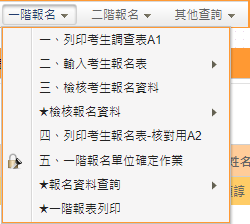 一階報名 二階報名 其他查詢
一、列印考生調查表A1
二、輸入考生報名表
三、檢核考生報名資料
★檢核報名資料
四、列印考生報名表-核對用A2
五、一階報名單位確定作業
姓名
★報名資料查詢
★一階報表列印